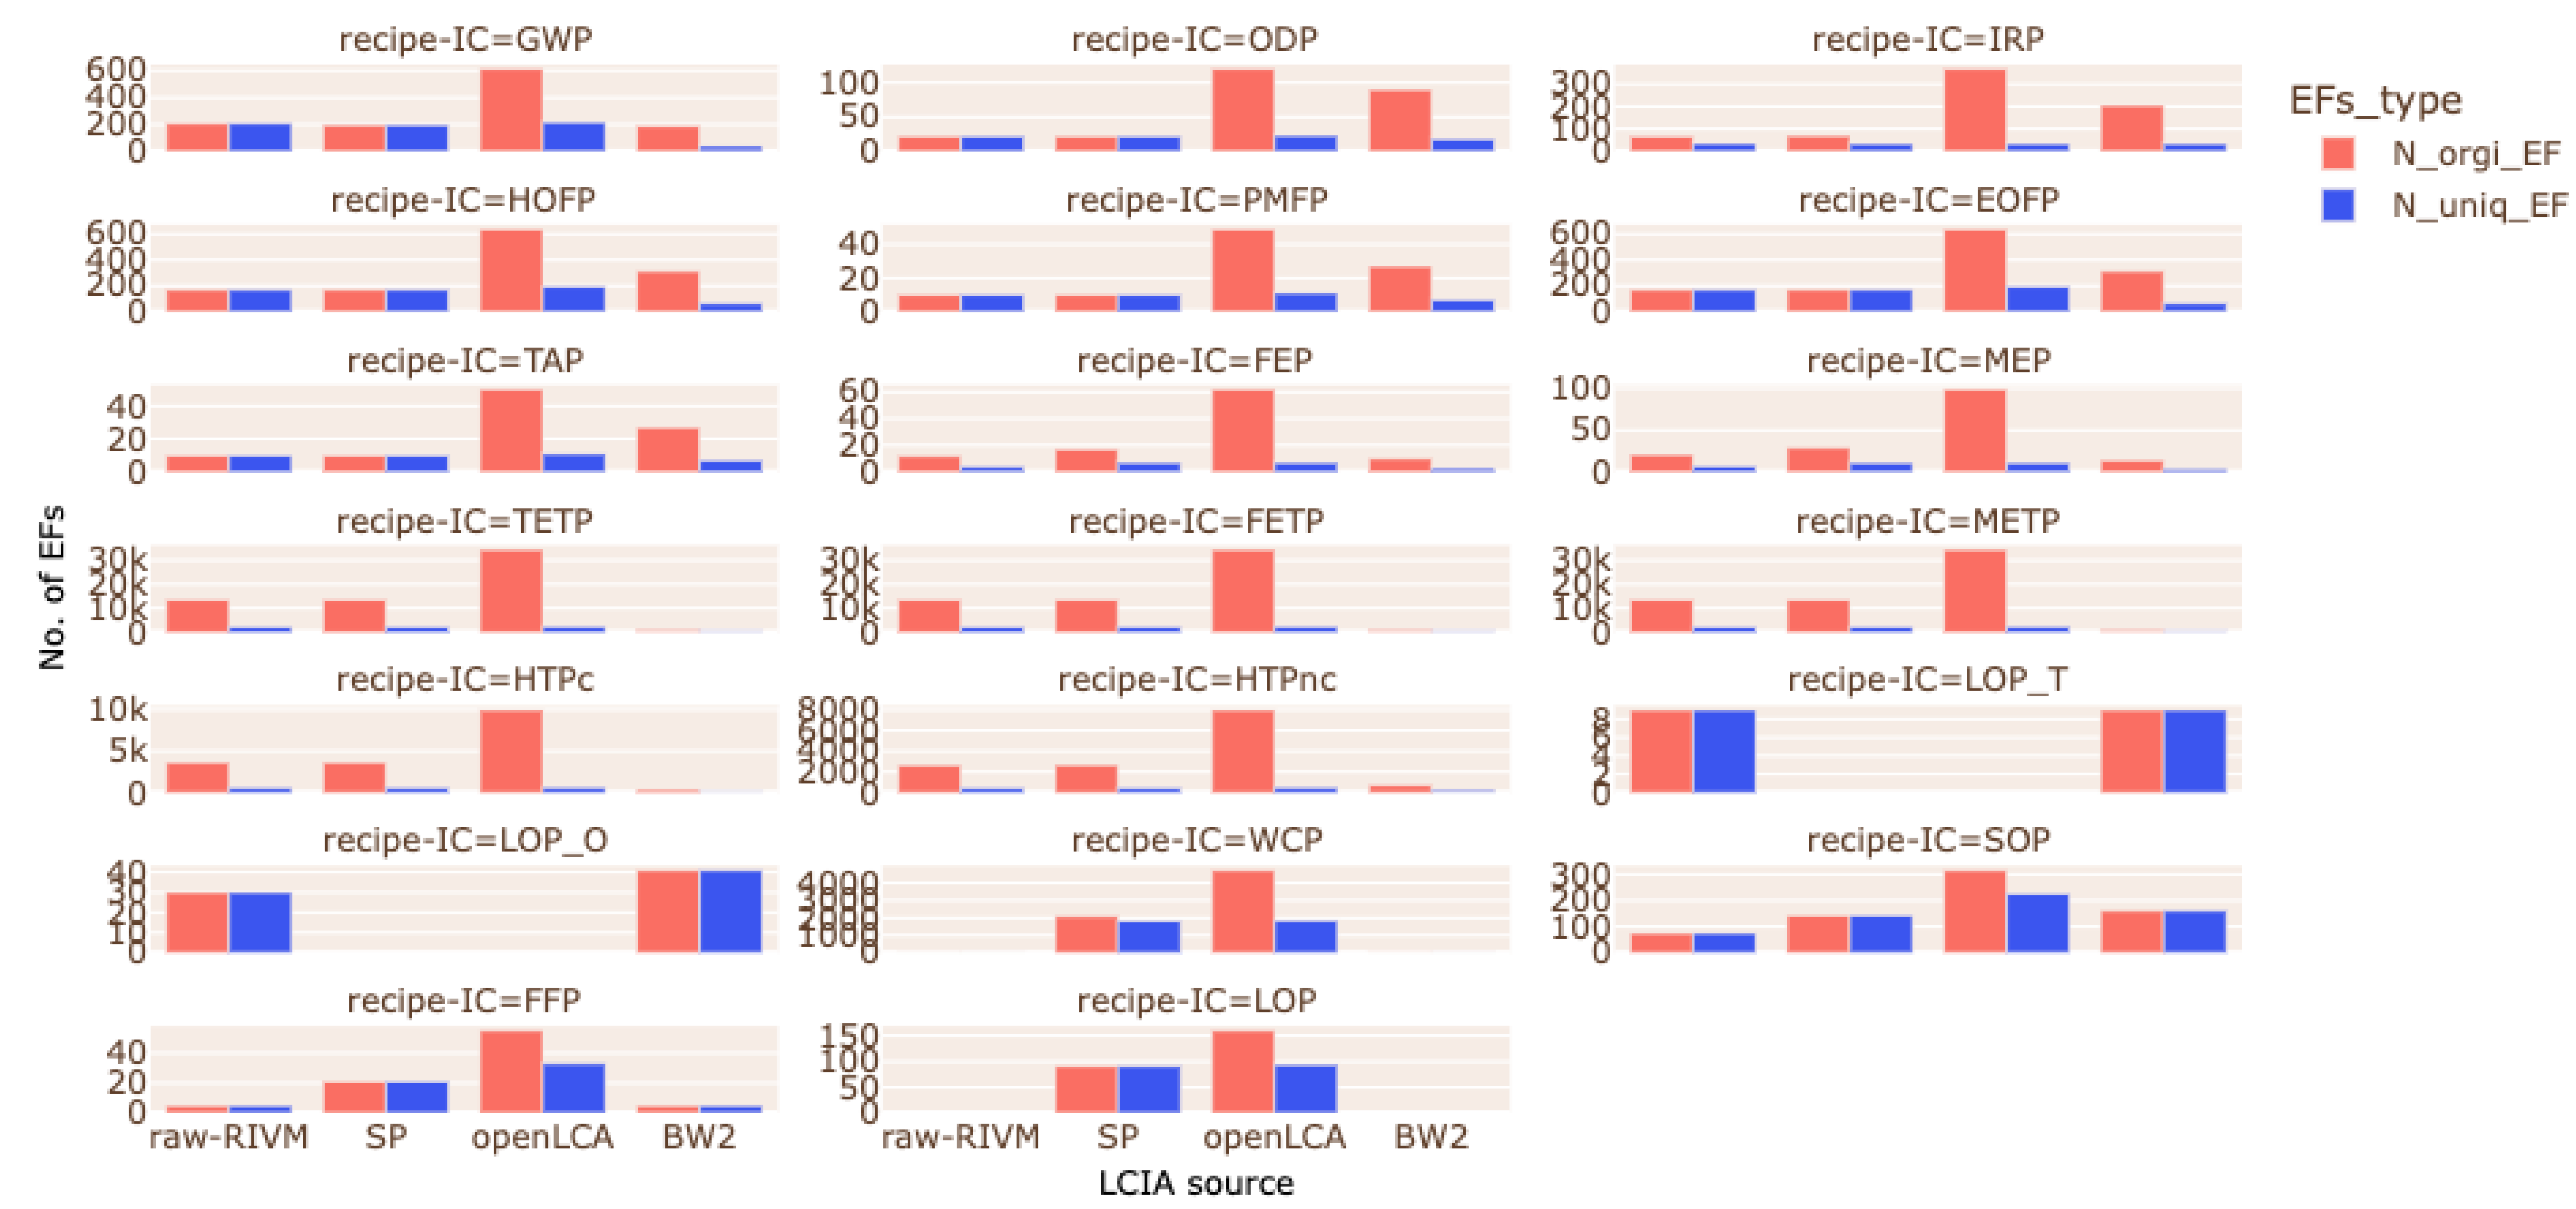 recipe-IC=GWP
recipe-IC=ODP
recipe-IC=IRP
600
400
200
0
100
50
0
300
200
100
0
EFs_type
N_orgi_EF
N_uniq_EF
recipe-IC=HOFP
recipe-IC=PMFP
recipe-IC=EOFP
600
400
200
0
40
20
0
600
400
200
0
recipe-IC=TAP
recipe-IC=FEP
recipe-IC=MEP
40
20
0
60
40
20
0
100
50
0
No. of EFs
recipe-IC=TETP
recipe-IC=FETP
recipe-IC=METP
30k
20k
10k
0
30k
20k
10k
0
30k
20k
10k
0
recipe-IC=HTPc
recipe-IC=HTPnc
recipe-IC=LOP_T
10k
5k
0
8000
6000
4000
2000
0
8
6
4
2
0
recipe-IC=LOP_O
recipe-IC=WCP
recipe-IC=SOP
40
30
20
10
0
4000
3000
2000
1000
0
300
200
100
0
recipe-IC=FFP
recipe-IC=LOP
40
20
0
150
100
50
0
raw-RIVM SP openLCA BW2
raw-RIVM SP openLCA BW2
LCIA source